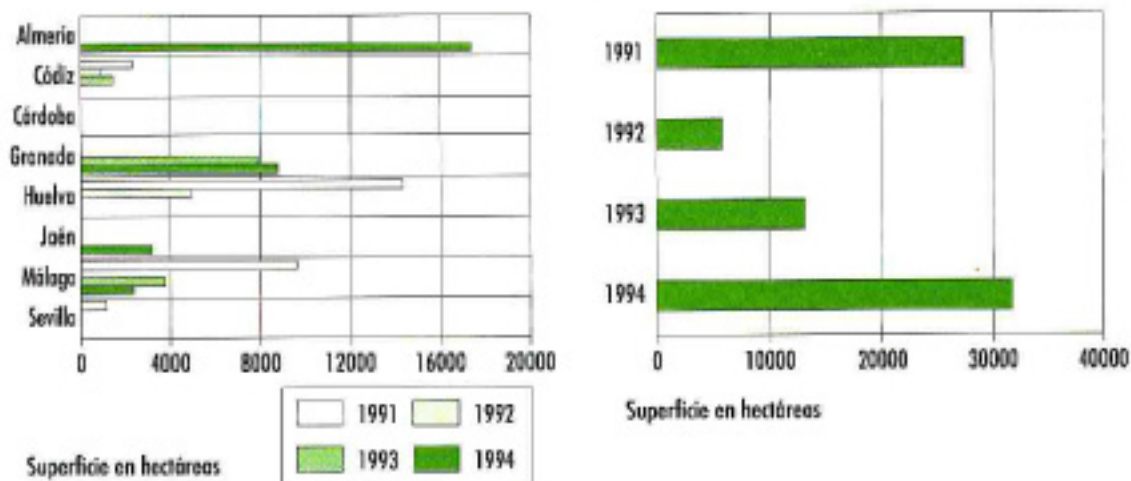 Almería
Cádiz
Córdoba
Granada
Huelva
Jaén
Málaga
Sevilla
0 4000 8000 12000 16000 20000
1991 1992
1993 1994
Superficie en hectáreas
1991
1992
1993
1994
0 10000 20000 30000 40000
Superficie en hectáreas